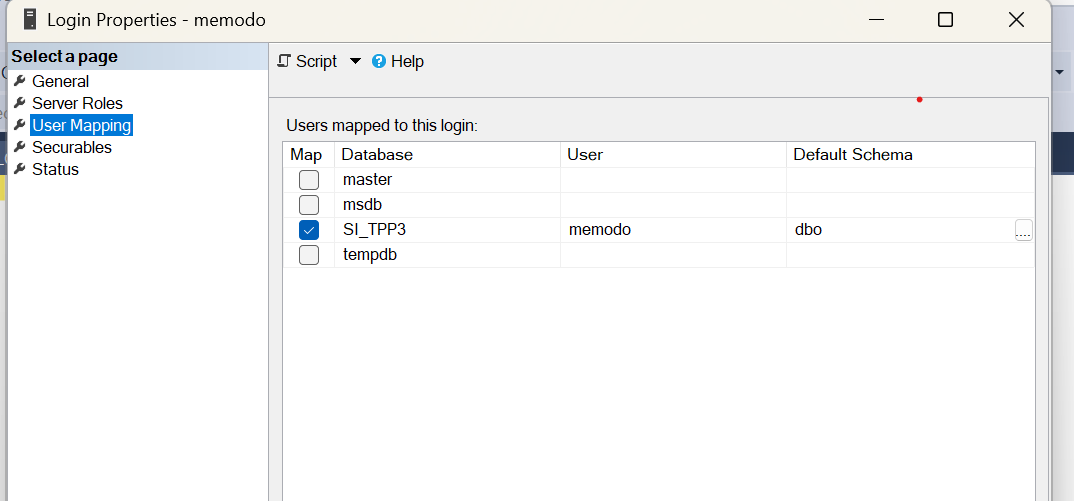 Login Properties - memodo
Select a page
General
Server Roles
User Mapping
Securables
Status
Script
Help
Users mapped to this login:
Map Database User Default Schema
master
msdb
SI_TPP3 memodo dbo ...
tempdb